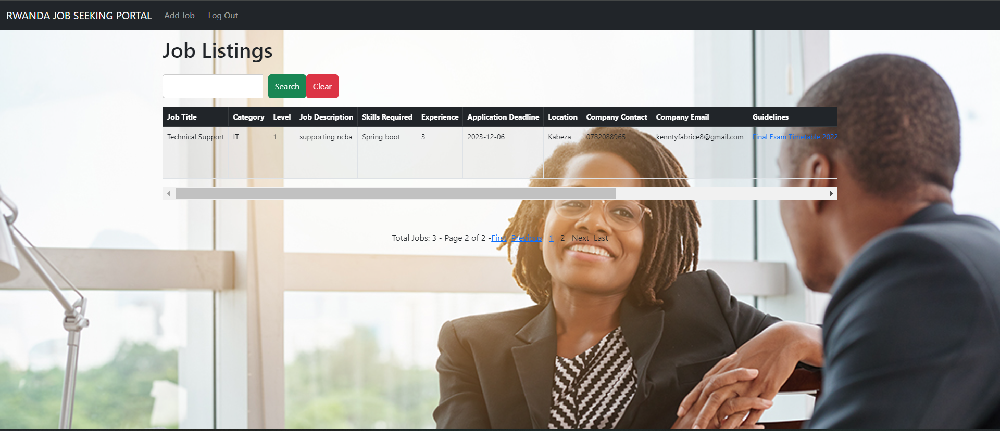 RWANDA JOB SEEKING PORTAL Add Job Log Out
Job Listings
Search Clear
Job Title Category Level Job Description Skills Required Experience Application Deadline Location Company Contact Company Email Guidelines
Technical Support IT 1 supporting ncba Spring boot 3 2023-12-06 Kabeza 0782088965 kenntyfabrice8@gmail.com Final Exam Timetable 2022
Total Jobs: 3 - Page 2 of 2 -First Previous 1 2 Next Last